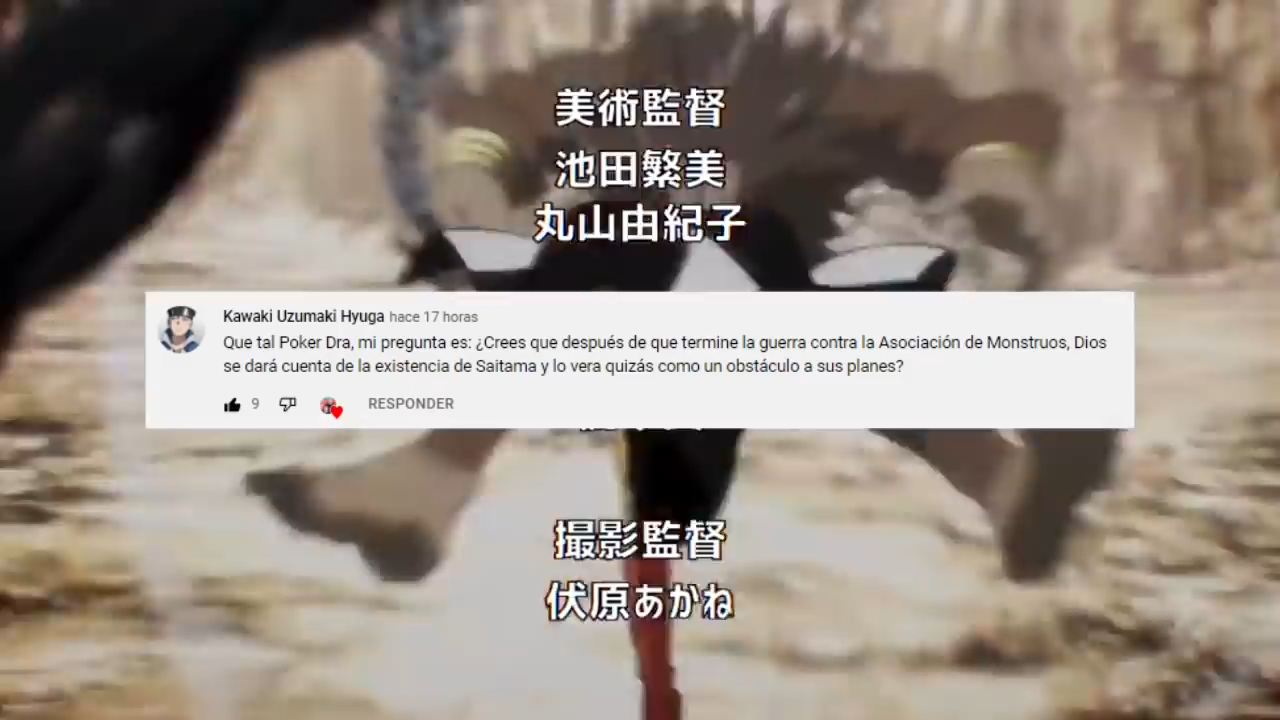 美術監督
池田繁美
丸山由紀子
Kawaki Uzumaki Hyuga hace 17 horas
Que tal Poker Dra, mi pregunta es: ¿Crees que después de que termine la guerra contra la Asociación de Monstruos, Dios
se dará cuenta de la existencia de Saitama y lo vera quizás como un obstáculo a sus planes?
9 RESPONDER
撮影監督
伏原あかね